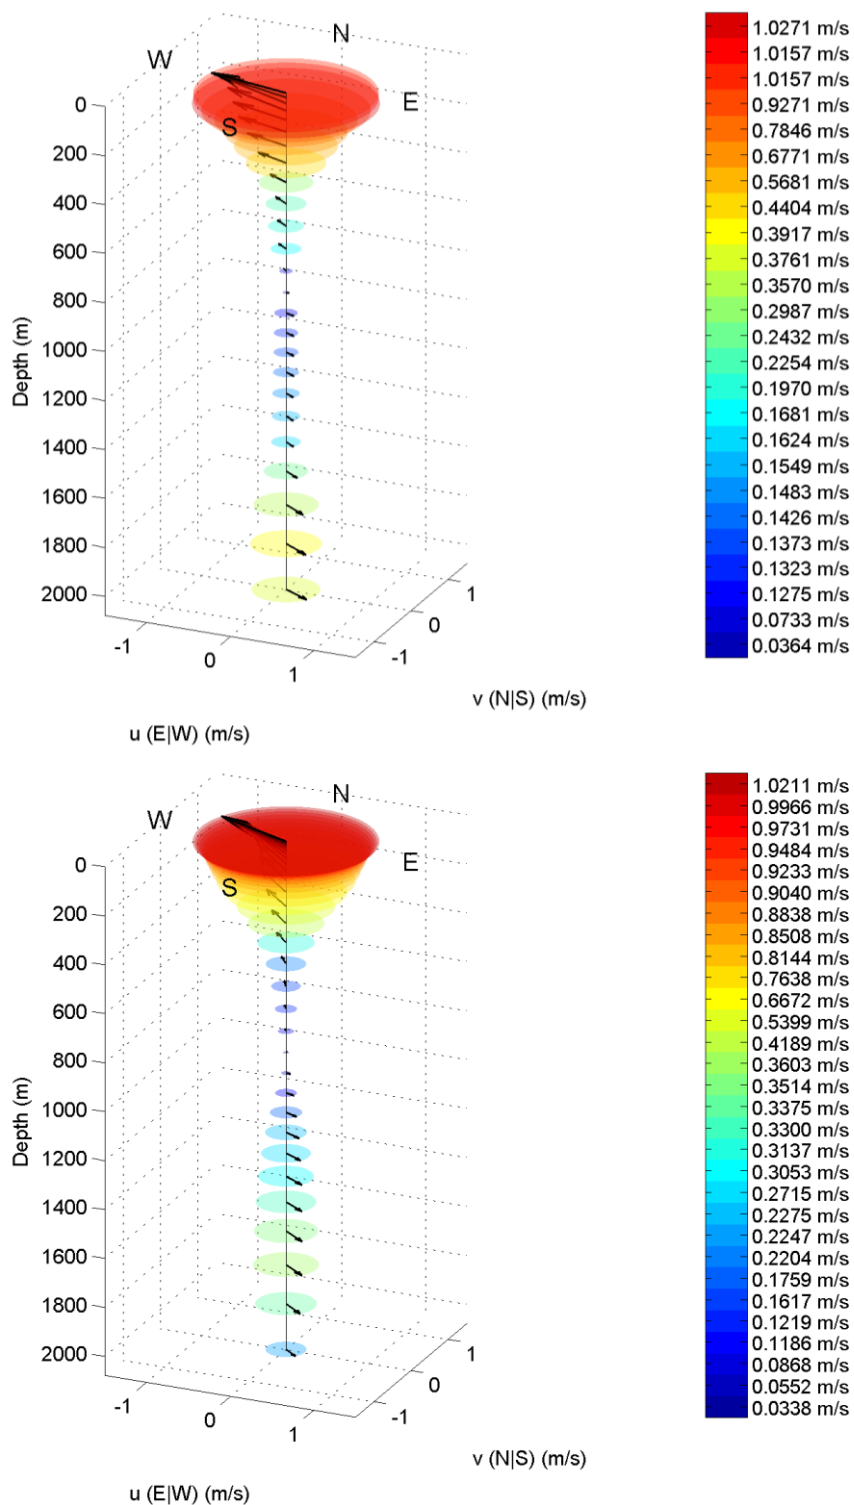 N
W
E
S
0
200
400
600
800
1000
1200
1400
1600
1800
2000
Depth (m)
-1
0
1
u (E|W) (m/s)
1
0
-1
v (N|S) (m/s)
1.0271 m/s
1.0157 m/s
1.0157 m/s
0.9271 m/s
0.7846 m/s
0.6771 m/s
0.5681 m/s
0.4404 m/s
0.3917 m/s
0.3761 m/s
0.3570 m/s
0.2987 m/s
0.2432 m/s
0.2254 m/s
0.1970 m/s
0.1681 m/s
0.1624 m/s
0.1549 m/s
0.1483 m/s
0.1426 m/s
0.1373 m/s
0.1323 m/s
0.1275 m/s
0.0733 m/s
0.0364 m/s
N
W
E
S
0
200
400
600
800
1000
1200
1400
1600
1800
2000
Depth (m)
-1
0
1
u (E|W) (m/s)
1
0
-1
v (N|S) (m/s)
1.0211 m/s
0.9966 m/s
0.9731 m/s
0.9484 m/s
0.9233 m/s
0.9040 m/s
0.8838 m/s
0.8508 m/s
0.8144 m/s
0.7638 m/s
0.6672 m/s
0.5399 m/s
0.4189 m/s
0.3603 m/s
0.3514 m/s
0.3375 m/s
0.3300 m/s
0.3137 m/s
0.3053 m/s
0.2715 m/s
0.2275 m/s
0.2247 m/s
0.2204 m/s
0.1759 m/s
0.1617 m/s
0.1219 m/s
0.1186 m/s
0.0868 m/s
0.0552 m/s
0.0338 m/s